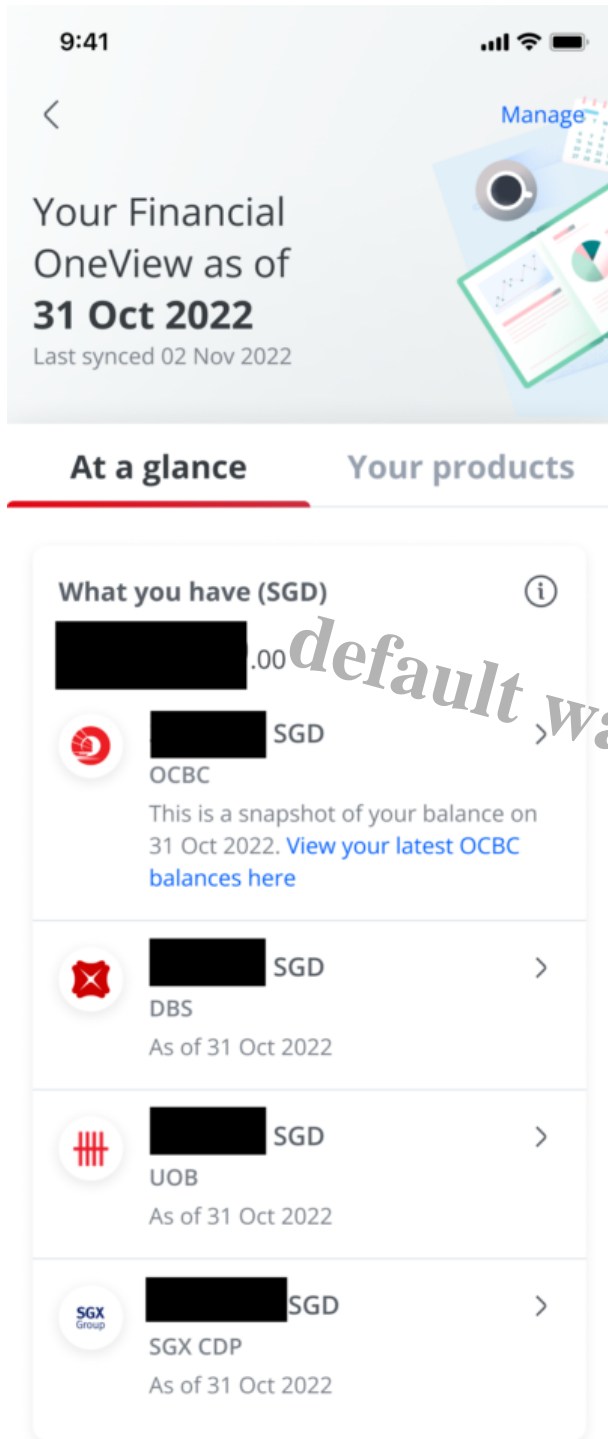 9:41
Manage
Your Financial
OneView as of
31 Oct 2022
Last synced 02 Nov 2022
At a glance
Your products
What you have (SGD)
.00
default
SGD
OCBC
This is a snapshot of your balance on
31 Oct 2022. View your latest OCBC
balances here
SGD
DBS
As of 31 Oct 2022
SGD
UOB
As of 31 Oct 2022
SGX
Group
SGD
SGX CDP
As of 31 Oct 2022